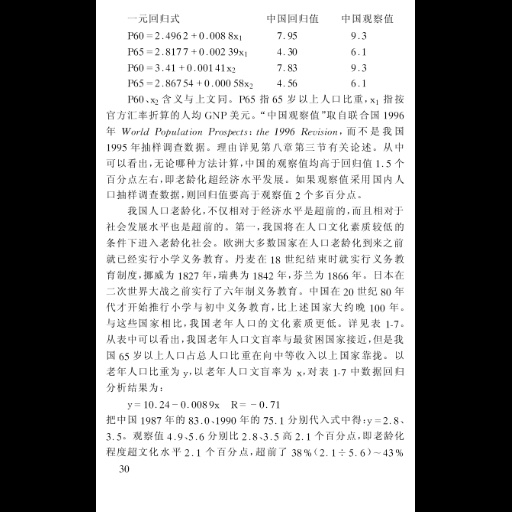 一元回归式 中国回归值 中国观察值
P60=2.4962+0.0088x₁ 7.95 9.3
P65=2.8177+0.00239x₁ 4.30 6.1
P60=3.41+0.00141x₂ 7.83 9.3
P65=2.86754+0.00058x₂ 4.56 6.1
P60、x₂ 含义与上文同。P65 指 65 岁以上人口比重,x₁ 指按
官方汇率折算的人均 GNP 美元。“中国观察值”取自联合国 1996
年 World Population Prospects: the 1996 Revision,而不是我国
1995 年抽样调查数据。理由详见第八章第三节有关论述。从中
可以看出,无论哪种方法计算,中国的观察值均高于回归值 1.5 个
百分点左右,即老龄化超经济水平发展。如果观察值采用国内人
口抽样调查数据,则回归值要高于观察值 2 个多百分点。
我国人口老龄化,不仅相对于经济水平是超前的,而且相对于
社会发展水平也是超前的。第一,我国将在人口文化素质较低的
条件下进入老龄化社会。欧洲大多数国家在人口老龄化到来之前
就已经实行小学义务教育。丹麦在 18 世纪结束时就实行义务教
育制度,挪威为 1827 年,瑞典为 1842 年,芬兰为 1866 年。日本在
二次世界大战之前实行了六年制义务教育。中国在 20 世纪 80 年
代才开始推行小学与初中义务教育,比上述国家大约晚 100 年。
与这些国家相比,我国老年人口的文化素质更低。详见表 1-7。
从表中可以看出,我国老年人口文盲率与最贫困国家接近,但是我
国 65 岁以上人口占总人口比重在向中等收入以上国家靠拢。以
老年人口比重为 y,以老年人口文盲率为 x,对表 1-7 中数据回归
分析结果为:
y=10.24-0.0089x R=-0.71
把中国 1987 年的 83.0、1990 年的 75.1 分别代入式中得:y=2.8、
3.5。观察值 4.9、5.6 分别比 2.8、3.5 高 2.1 个百分点,即老龄化
程度超文化水平 2.1 个百分点,超前了 38%(2.1÷5.6)~43%
30